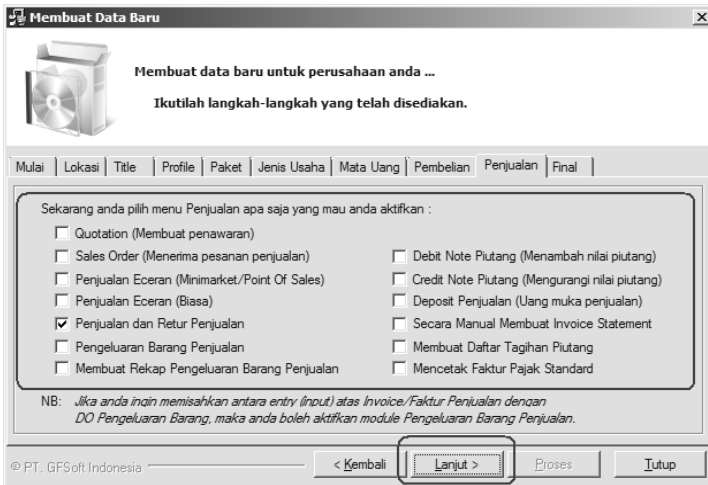 Membuat Data Baru
Membuat data baru untuk perusahaan anda ...
Ikutilah langkah-langkah yang telah disediakan.
Mulai Lokasi Title Profile Paket Jenis Usaha Mata Uang Pembelian Penjualan Final
Sekarang anda pilih menu Penjualan apa saja yang mau anda aktifkan :
Quotation (Membuat penawaran)
Sales Order (Menerima pesanan penjualan)
Penjualan Eceran (Minimarket/Point Of Sales)
Penjualan Eceran (Biasa)
Penjualan dan Retur Penjualan
Pengeluaran Barang Penjualan
Membuat Rekap Pengeluaran Barang Penjualan
Debit Note Piutang (Menambah nilai piutang)
Credit Note Piutang (Mengurangi nilai piutang)
Deposit Penjualan (Uang muka penjualan)
Secara Manual Membuat Invoice Statement
Membuat Daftar Tagihan Piutang
Mencetak Faktur Pajak Standard
NB: Jika anda ingin memisahkan antara entry (input) atas Invoice/Faktur Penjualan dengan
DO Pengeluaran Barang, maka anda boleh aktifkan module Pengeluaran Barang Penjualan.
© PT. GFSoft Indonesia < Kembali Lanjut > Proses Tutup